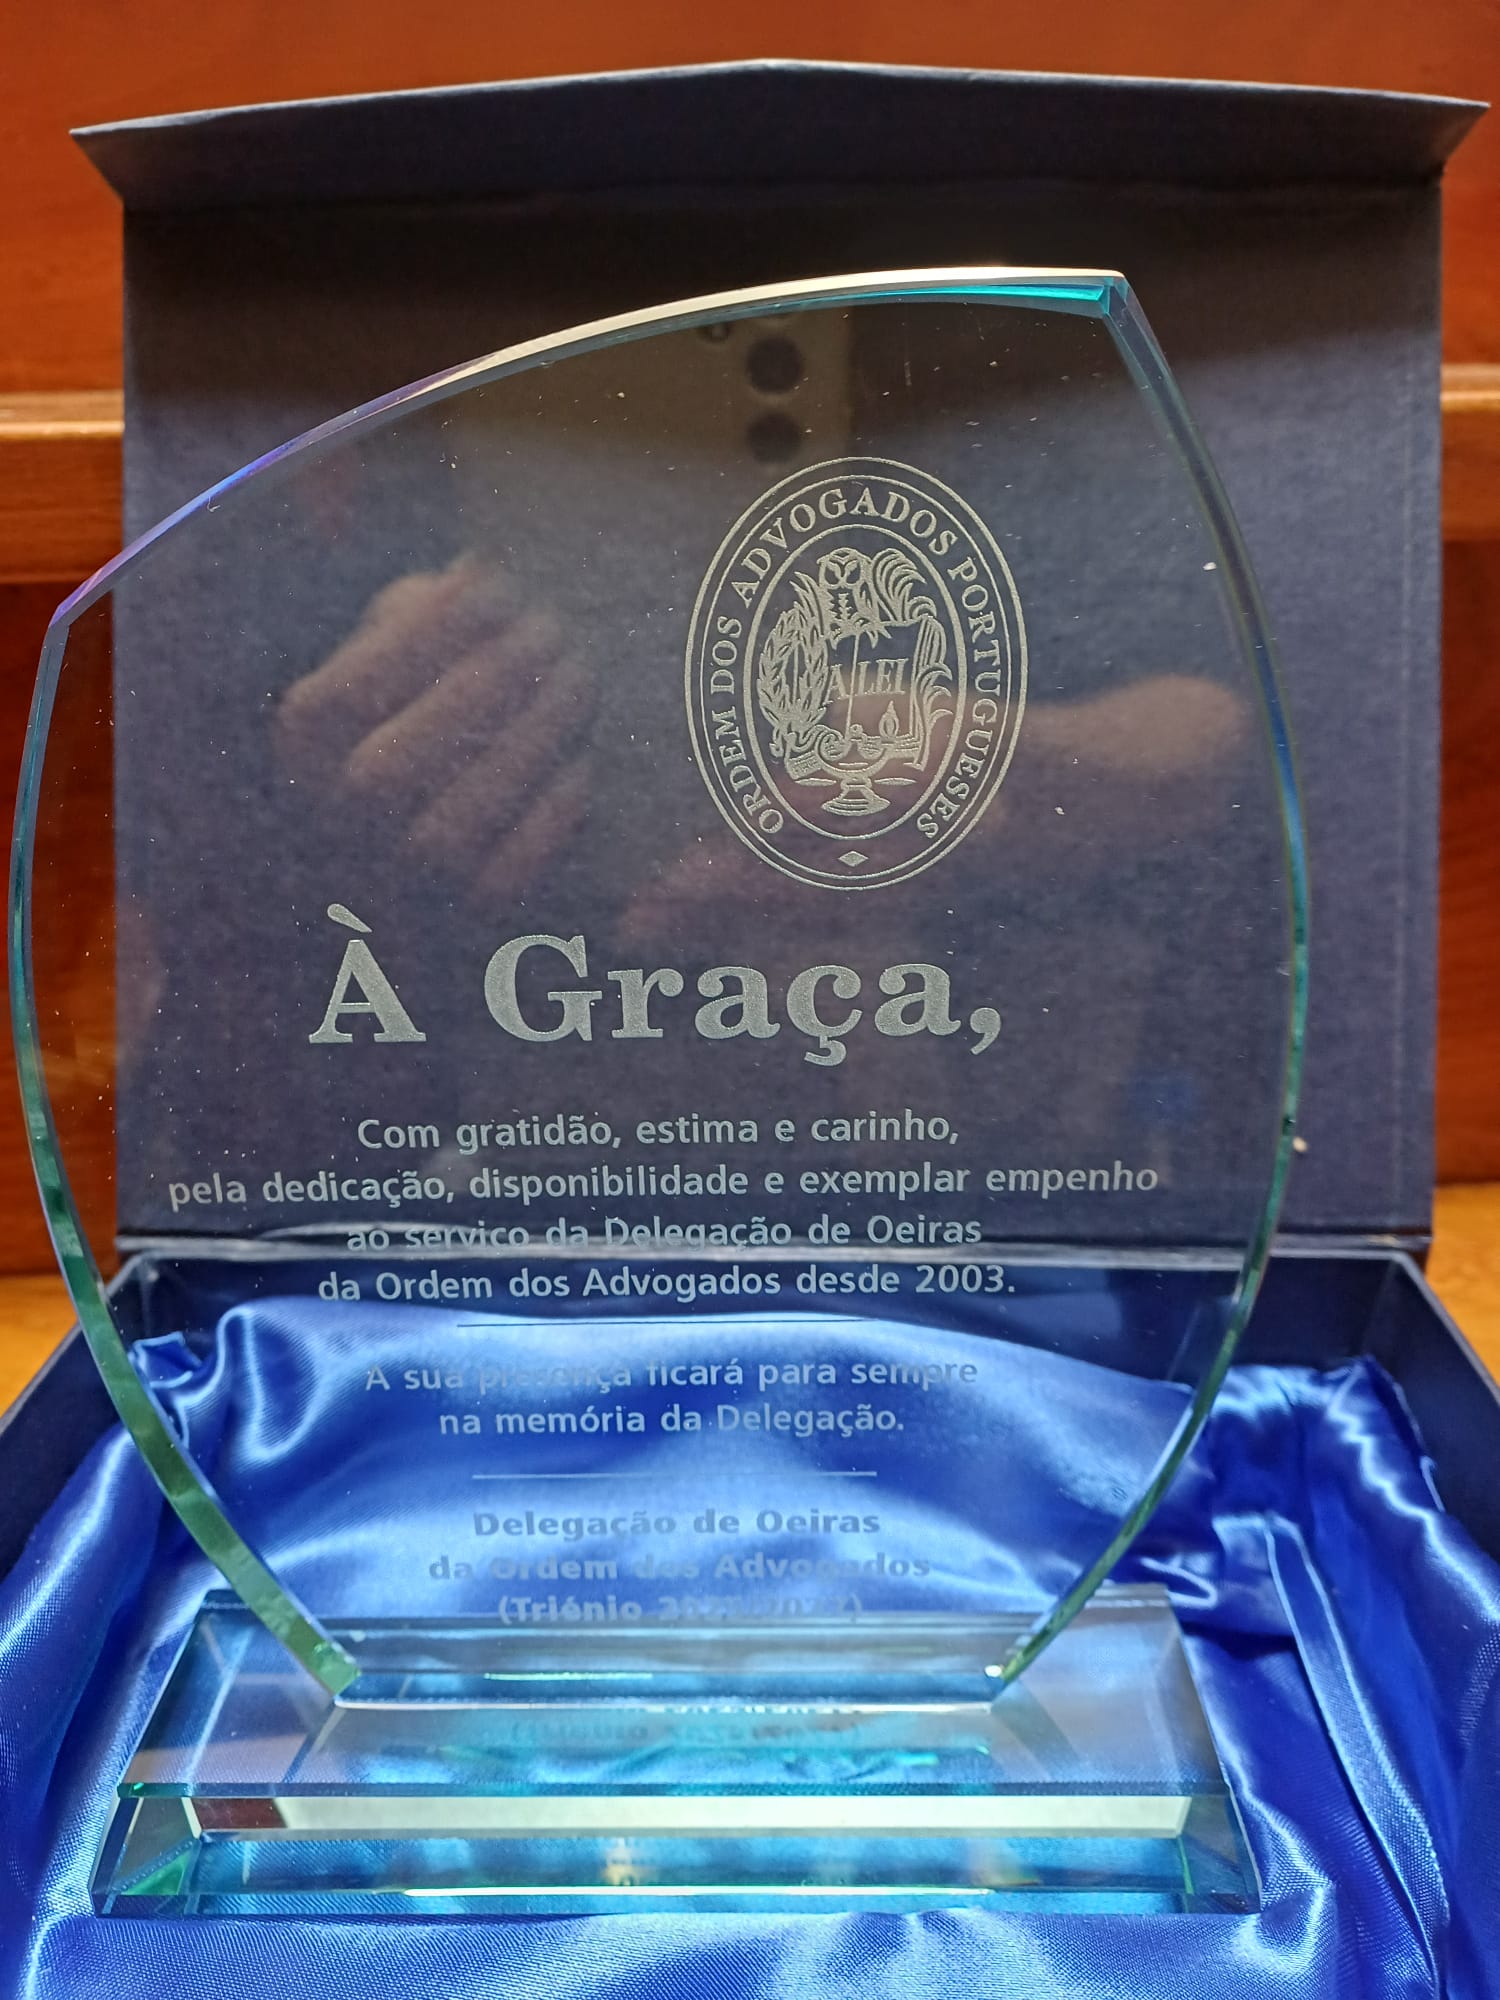 ORDEM DOS ADVOGADOS PORTUGUESES
A LEI
À Graça,
Com gratidão, estima e carinho,
pela dedicação, disponibilidade e exemplar empenho
ao serviço da Delegação de Oeiras
da Ordem dos Advogados desde 2003.
A sua presença ficará para sempre
na memória da Delegação.
Delegação de Oeiras
da Ordem dos Advogados
(Triénio